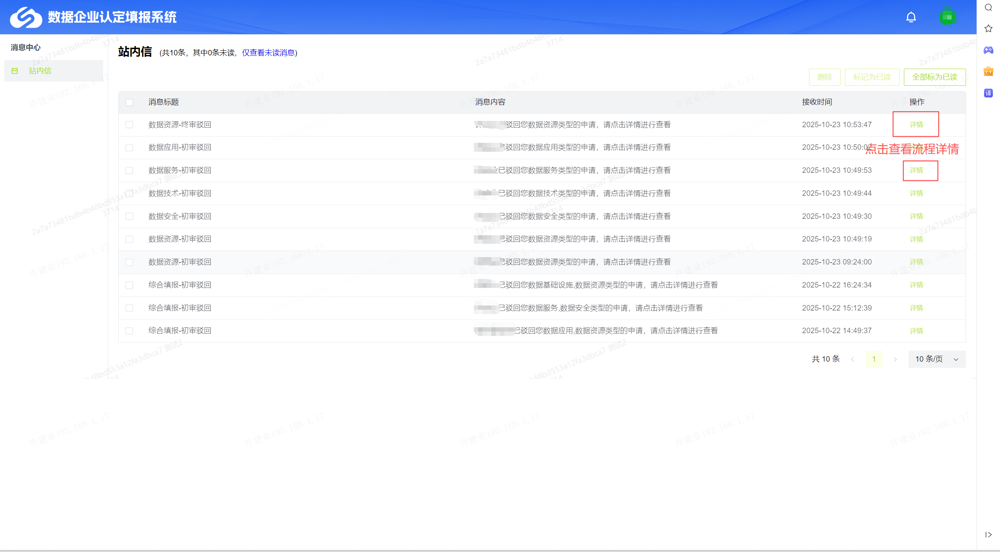 数据企业认定填报系统
消息中心
站内信
站内信 (共10条，其中0条未读，仅查看未读消息)
删除 标记为已读 全部标为已读
消息标题 消息内容 接收时间 操作
数据资源-终审驳回 驳回您数据资源类型的申请，请点击详情进行查看 2025-10-23 10:53:47 详情
数据应用-初审驳回 已驳回您数据应用类型的申请，请点击详情进行查看 2025-10-23 10:50:02 详情
点击查看流程详情
数据服务-初审驳回 业已驳回您数据服务类型的申请，请点击详情进行查看 2025-10-23 10:49:53 详情
数据技术-初审驳回 已驳回您数据技术类型的申请，请点击详情进行查看 2025-10-23 10:49:44 详情
数据安全-初审驳回 已驳回您数据安全类型的申请，请点击详情进行查看 2025-10-23 10:49:30 详情
数据资源-初审驳回 已驳回您数据资源类型的申请，请点击详情进行查看 2025-10-23 10:49:19 详情
数据资源-初审驳回 已驳回您数据资源类型的申请，请点击详情进行查看 2025-10-23 09:24:00 详情
综合填报-初审驳回 已驳回您数据基础设施,数据资源类型的申请，请点击详情进行查看 2025-10-22 16:24:34 详情
综合填报-初审驳回 已驳回您数据服务,数据安全类型的申请，请点击详情进行查看 2025-10-22 15:12:39 详情
综合填报-初审驳回 已驳回您数据应用,数据资源类型的申请，请点击详情进行查看 2025-10-22 14:49:37 详情
共 10 条 1 10 条/页
译
2a7a73481bdb4b48bd553a12fa3dbca7 测试2
3714
许建业192.168.1.17